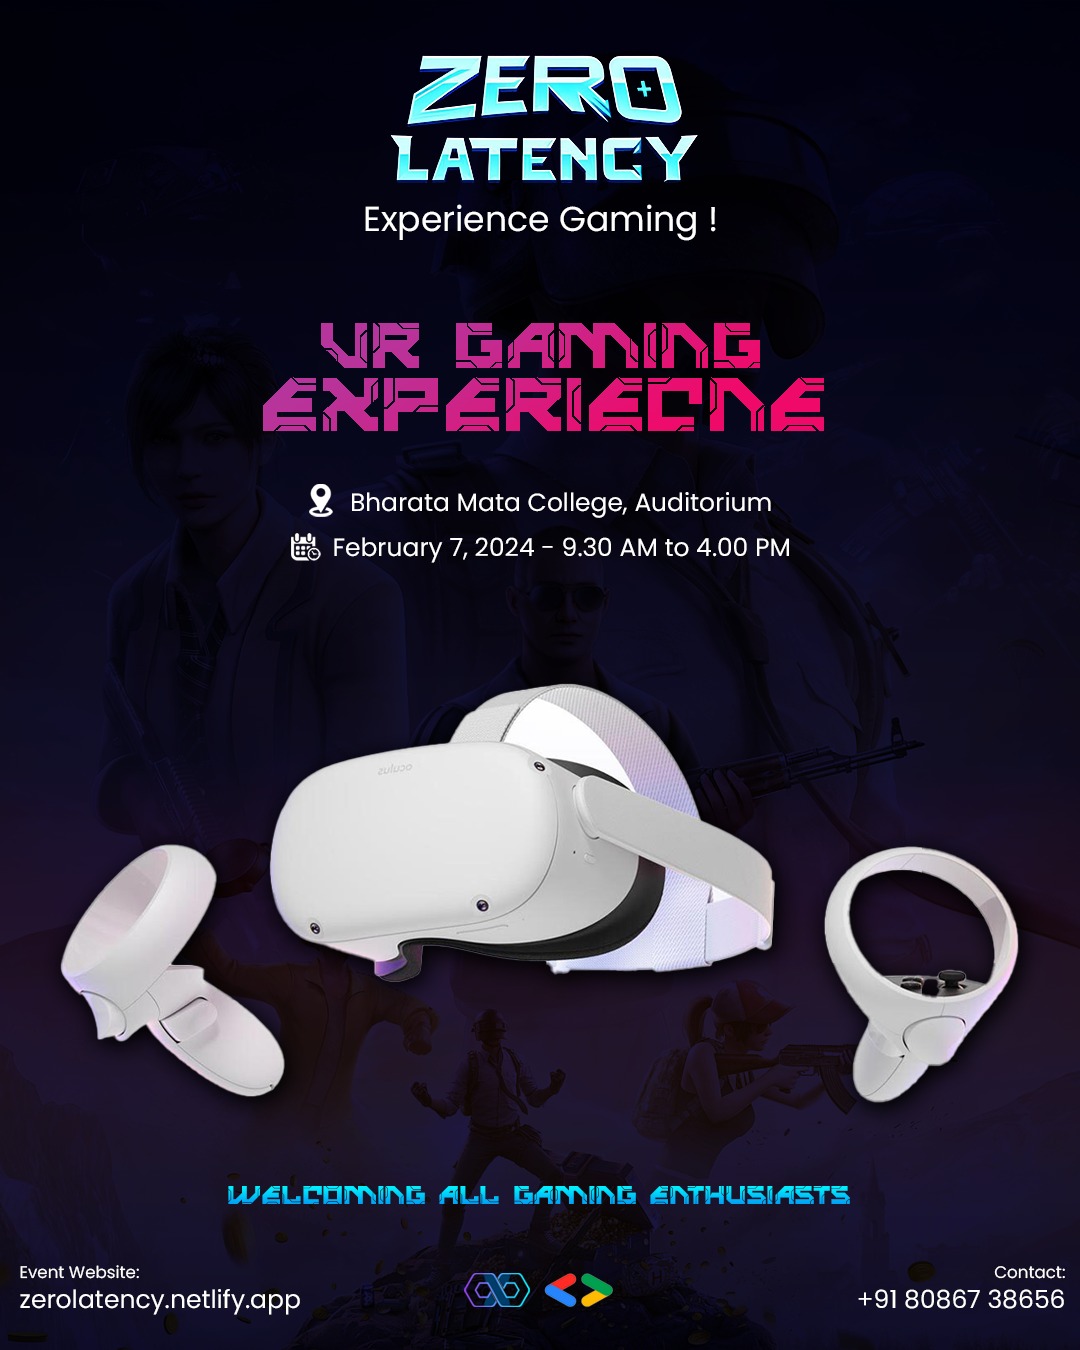 ZERO
LATENCY
Experience Gaming !
VR GAMING
EXPERIECNE
Bharata Mata College, Auditorium
February 7, 2024 - 9.30 AM to 4.00 PM
oculus
WELCOMING ALL GAMING ENTHUSIASTS
Event Website:
zerolatency.netlify.app
Contact:
+91 80867 38656